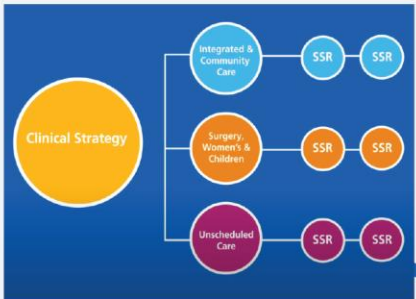 Clinical Strategy
Integrated &
Community
Care
SSR
SSR
Surgery,
Women's &
Children
SSR
SSR
Unscheduled
Care
SSR
SSR